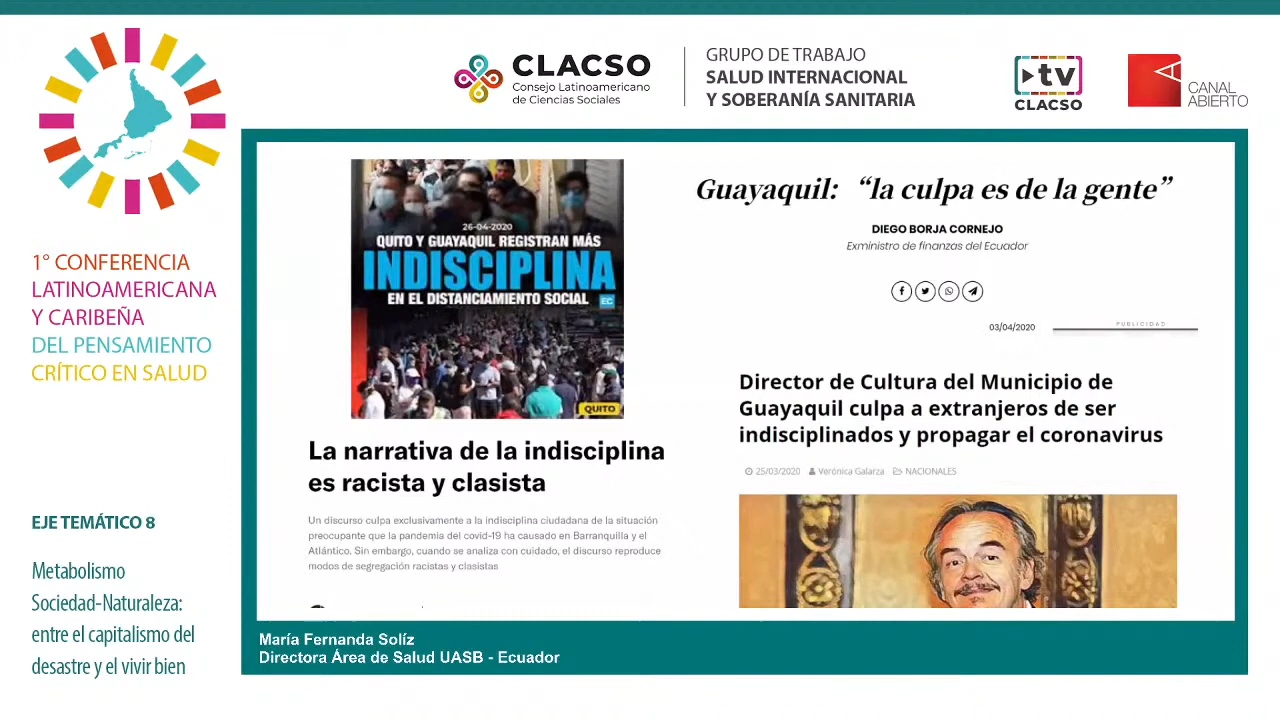 CLACSO
Consejo Latinoamericano
de Ciencias Sociales
GRUPO DE TRABAJO
SALUD INTERNACIONAL
Y SOBERANÍA SANITARIA
tv
CLACSO
CANAL
ABIERTO
1° CONFERENCIA
LATINOAMERICANA
Y CARIBEÑA
DEL PENSAMIENTO
CRÍTICO EN SALUD
EJE TEMÁTICO 8
Metabolismo
Sociedad-Naturaleza:
entre el capitalismo del
desastre y el vivir bien
26-04-2020
QUITO Y GUAYAQUIL REGISTRAN MÁS
INDISCIPLINA
EN EL DISTANCIAMIENTO SOCIAL
EC
QUITO
La narrativa de la indisciplina
es racista y clasista
Un discurso culpa exclusivamente a la indisciplina ciudadana de la situación
preocupante que la pandemia del covid-19 ha causado en Barranquilla y el
Atlántico. Sin embargo, cuando se analiza con cuidado, el discurso reproduce
modos de segregación racistas y clasistas
Guayaquil: “la culpa es de la gente”
DIEGO BORJA CORNEJO
Exministro de finanzas del Ecuador
03/04/2020
PUBLICIDAD
Director de Cultura del Municipio de
Guayaquil culpa a extranjeros de ser
indisciplinados y propagar el coronavirus
25/03/2020 Verónica Galarza NACIONALES
María Fernanda Solíz
Directora Área de Salud UASB - Ecuador